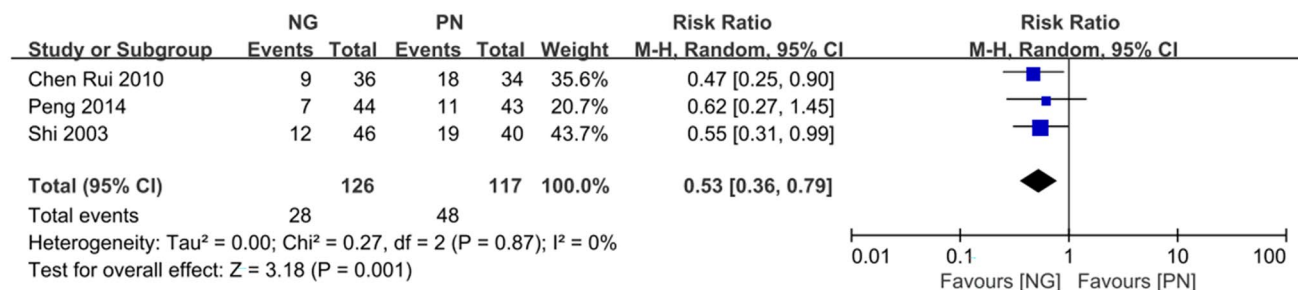 NG PN Risk Ratio Risk Ratio
Study or Subgroup Events Total Events Total Weight M-H, Random, 95% CI M-H, Random, 95% CI
Chen Rui 2010 9 36 18 34 35.6% 0.47 [0.25, 0.90]
Peng 2014 7 44 11 43 20.7% 0.62 [0.27, 1.45]
Shi 2003 12 46 19 40 43.7% 0.55 [0.31, 0.99]
Total (95% CI) 126 117 100.0% 0.53 [0.36, 0.79]
Total events 28 48
Heterogeneity: Tau² = 0.00; Chi² = 0.27, df = 2 (P = 0.87); I² = 0%
Test for overall effect: Z = 3.18 (P = 0.001)
0.01 0.1 1 10 100
Favours [NG] Favours [PN]